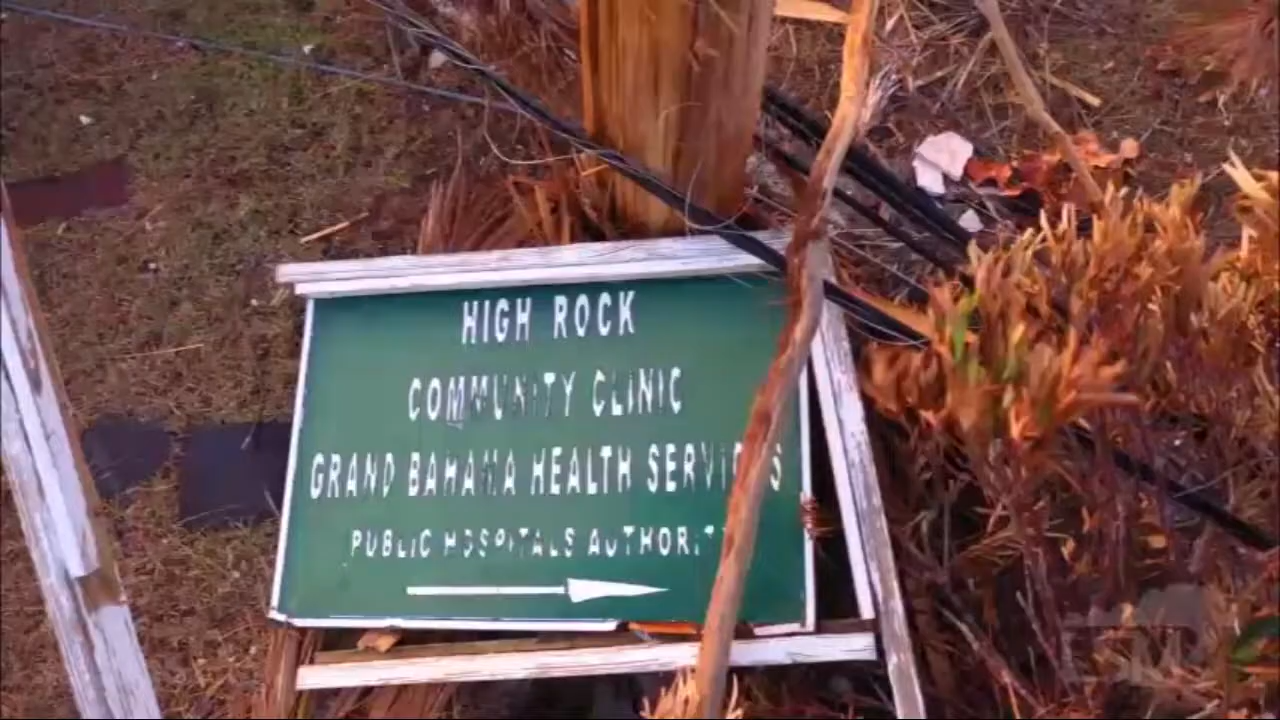 HIGH ROCK
COMMUNITY CLINIC
GRAND BAHAMA HEALTH SERVICES
PUBLIC HOSPITALS AUTHORITY